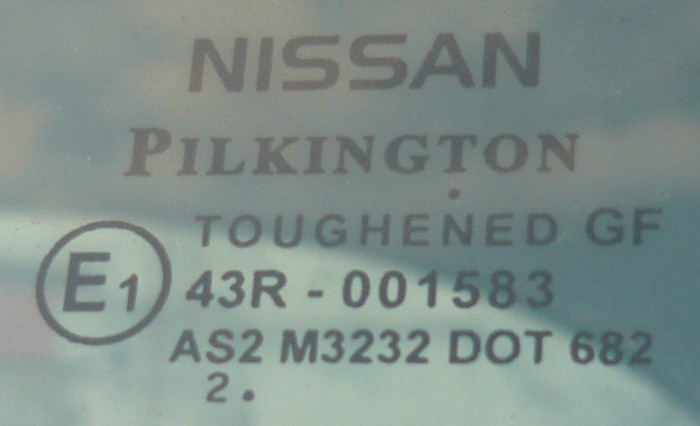 NISSAN
PILKINGTON
TOUGHENED GF
E1
43R - 001583
AS2 M3232 DOT 682
2.